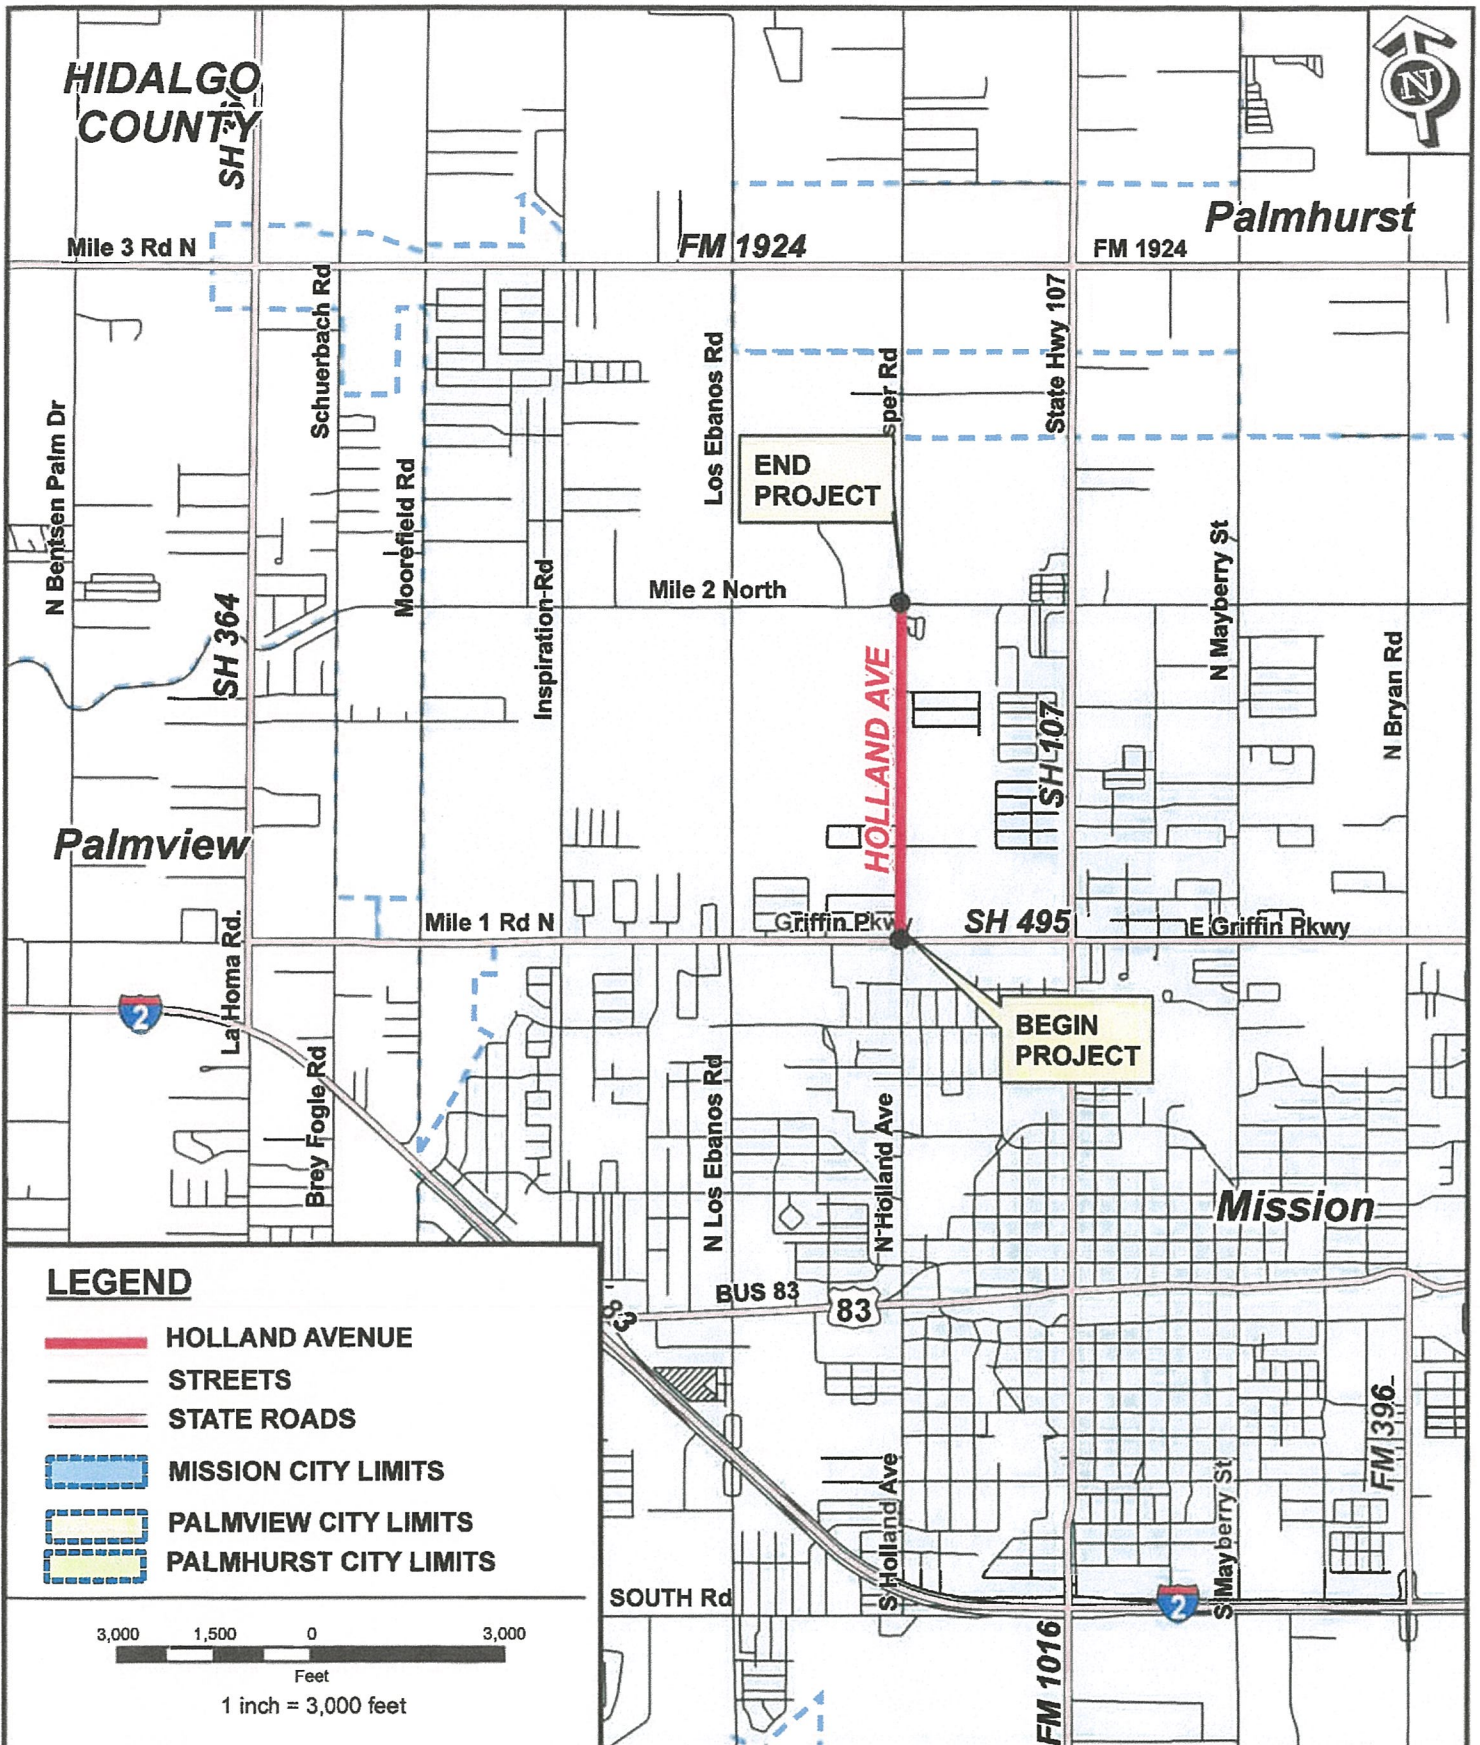 HIDALGO
COUNTY
SH 364
N
Palmhurst
Mile 3 Rd N
FM 1924
FM 1924
Schuerbach Rd
Los Ebanos Rd
sper Rd
State Hwy 107
N Bentsen Palm Dr
Moorefield Rd
END
PROJECT
N Mayberry St
Inspiration Rd
Mile 2 North
N Bryan Rd
HOLLAND AVE
SH 107
Palmview
La Homa Rd.
Mile 1 Rd N
Griffin Pkwy
SH 495
E Griffin Pkwy
2
BEGIN
PROJECT
Brey Fogle Rd
N Los Ebanos Rd
N Holland Ave
Mission
BUS 83
83
83
FM 396
S Holland Ave
S Mayberry St
SOUTH Rd
2
FM 1016
LEGEND
HOLLAND AVENUE
STREETS
STATE ROADS
MISSION CITY LIMITS
PALMVIEW CITY LIMITS
PALMHURST CITY LIMITS
3,000 1,500 0 3,000
Feet
1 inch = 3,000 feet